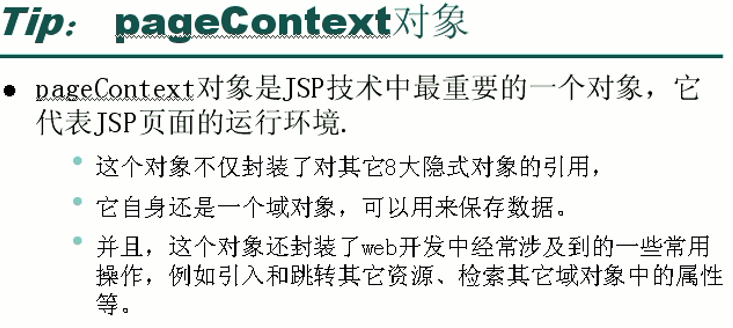 Tip： pageContext对象
pageContext对象是JSP技术中最重要的一个对象，它
代表JSP页面的运行环境.
这个对象不仅封装了对其它8大隐式对象的引用，
它自身还是一个域对象，可以用来保存数据。
并且，这个对象还封装了web开发中经常涉及到的一些常用
操作，例如引入和跳转其它资源、检索其它域对象中的属性
等。